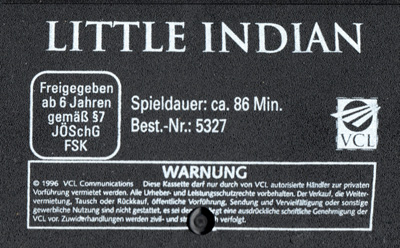 LITTLE INDIAN
Freigegeben
ab 6 Jahren
gemäß §7
JÖSchG
FSK
Spieldauer: ca. 86 Min.
Best.-Nr.: 5327
VCL
WARNUNG
© 1996 VCL Communications Diese Kassette darf nur durch von VCL autorisierte Händler zur privaten
Vorführung vermietet werden. Alle Urheber- und Leistungsschutzrechte vorbehalten. Der Verkauf, die Weiter-
vermietung, Tausch oder Rückkauf, öffentliche Vorführung, Sendung und Vervielfältigung oder sonstige
gewerbliche Nutzung sind nicht gestattet, es sei denn, es liegt eine ausdrückliche schriftliche Genehmigung der
VCL vor. Zuwiderhandlungen werden zivil- und verfolgt.